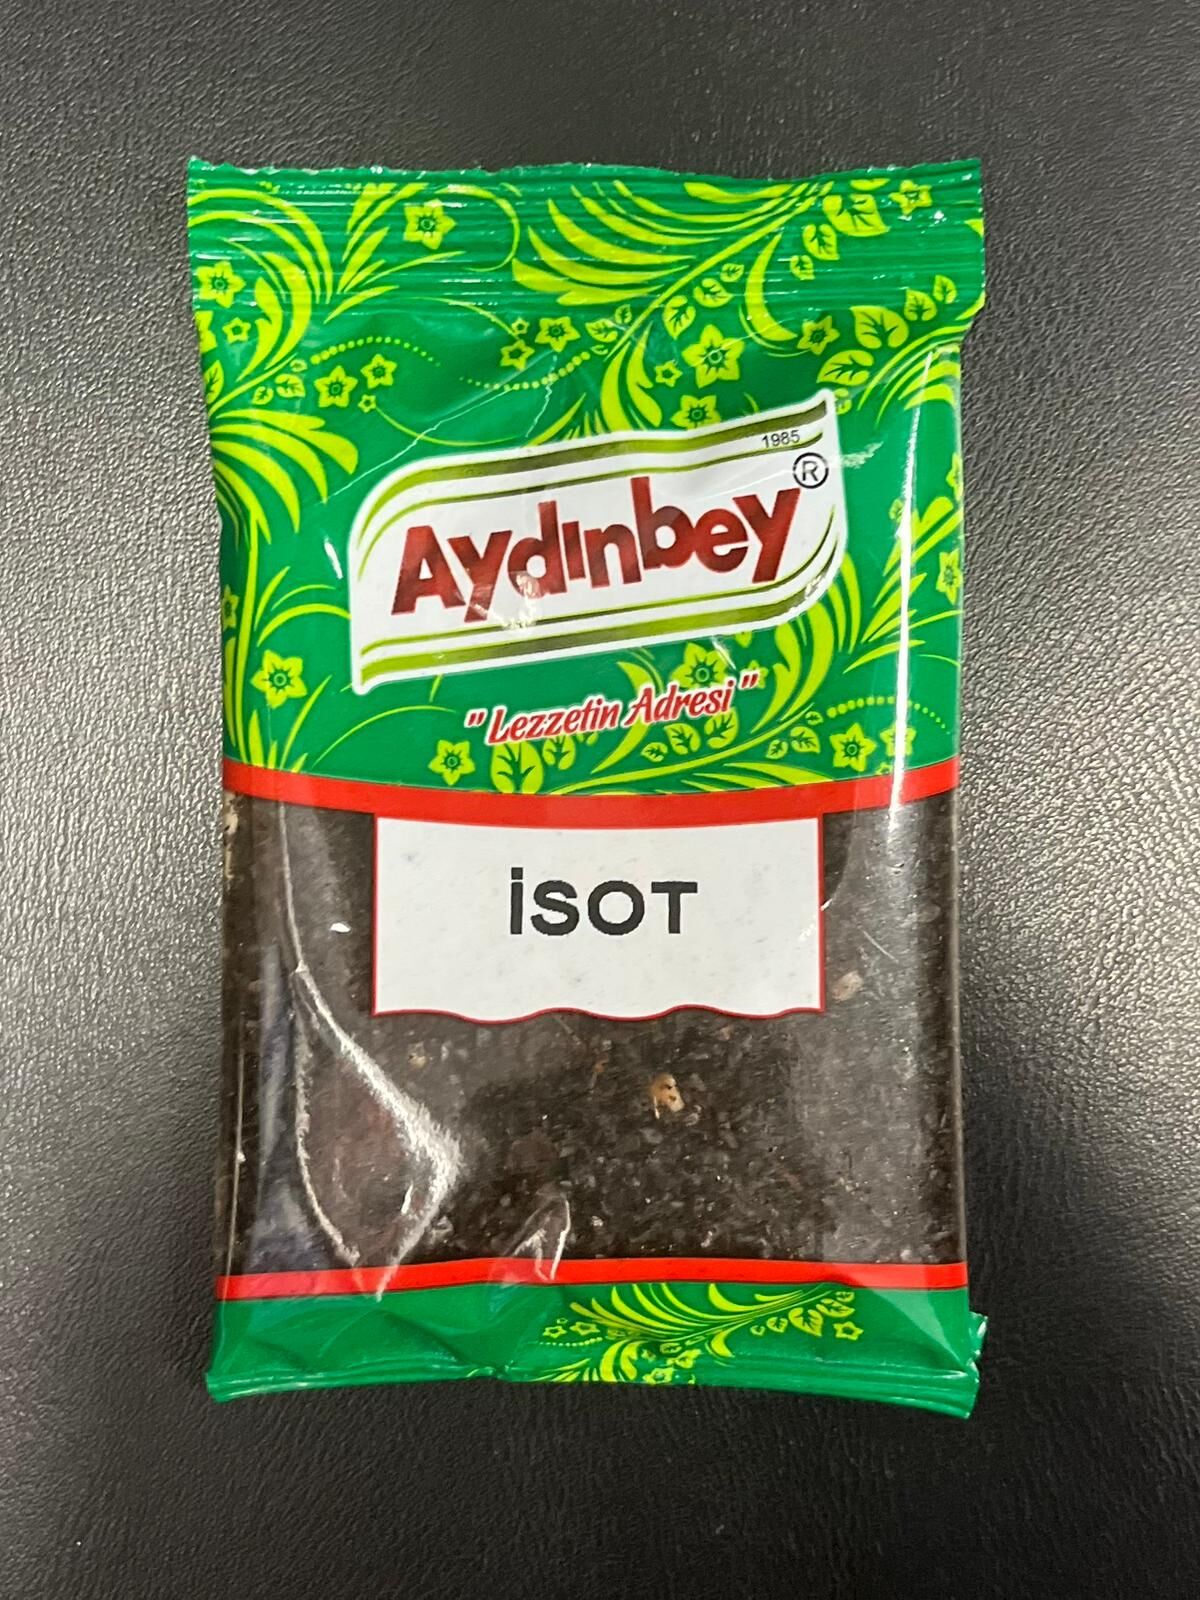 1985
Aydınbey®
"Lezzetin Adresi"
İSOT